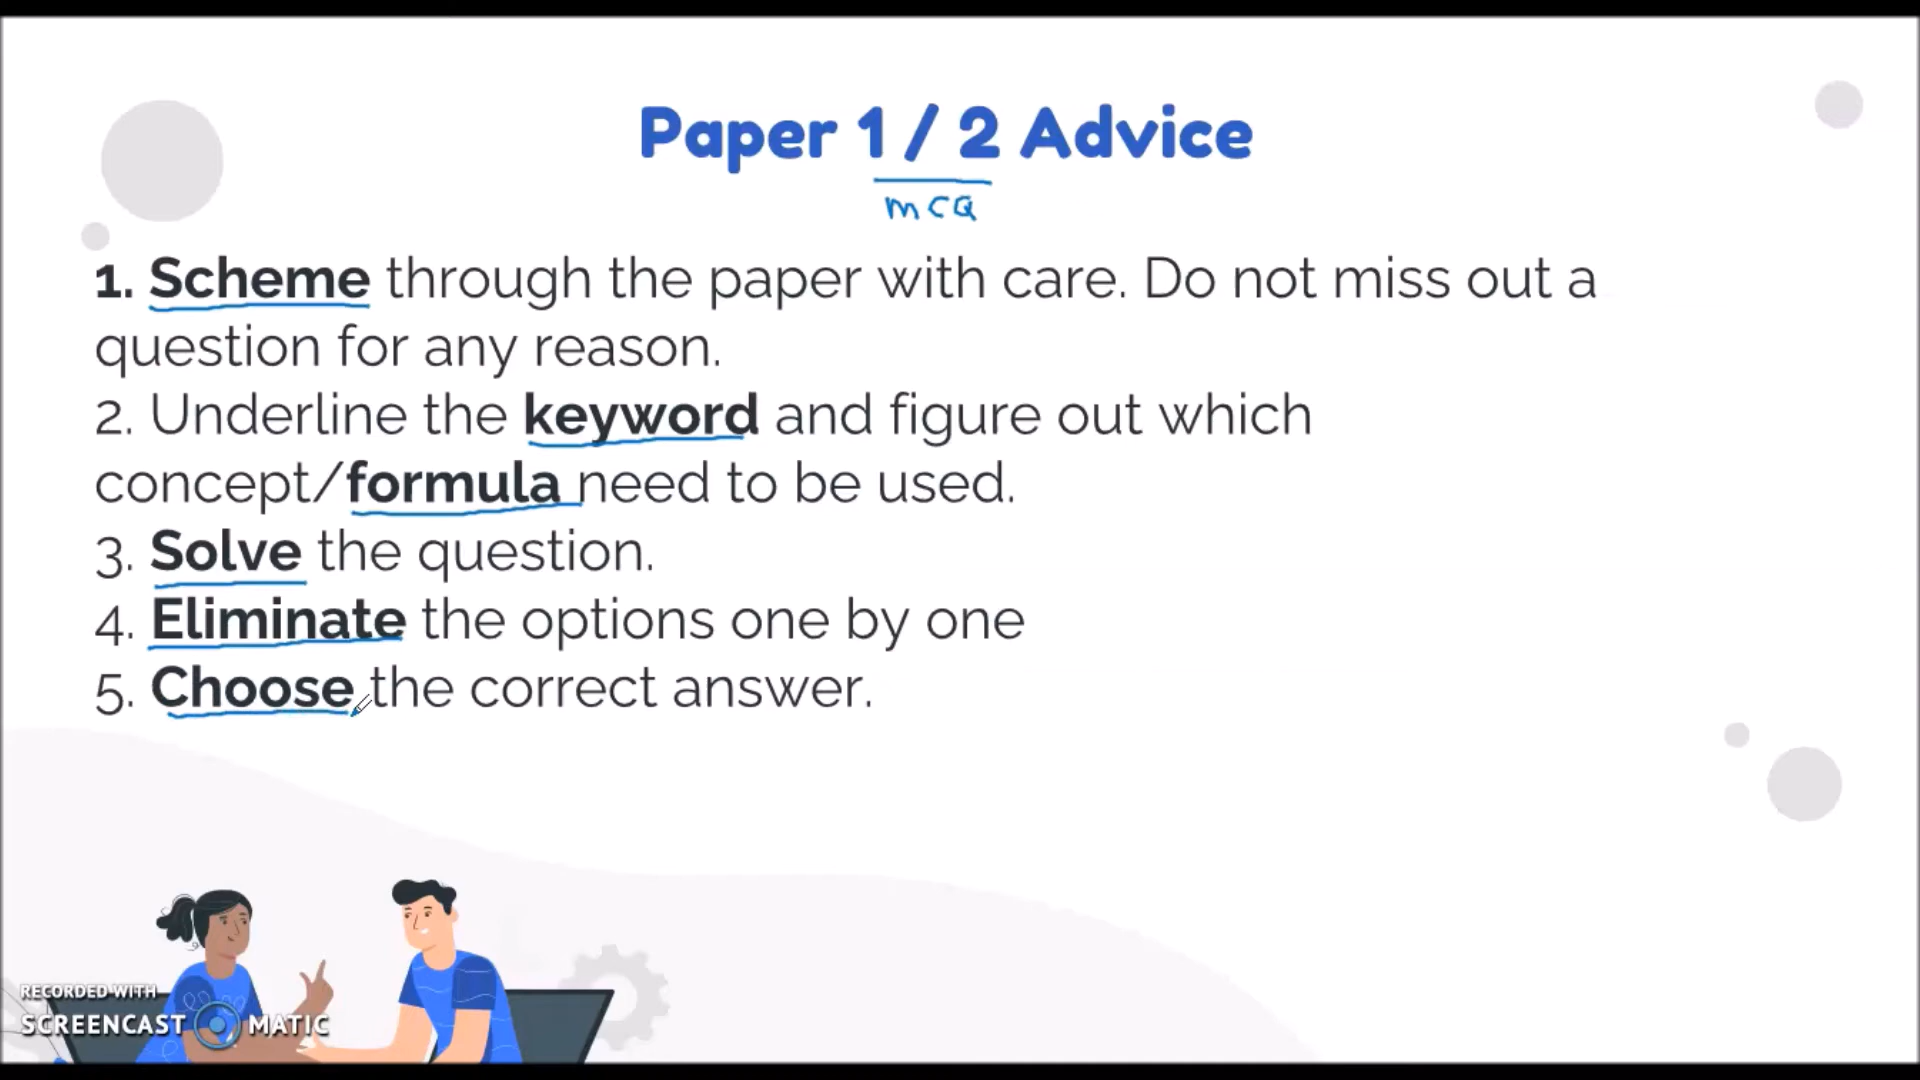 Paper 1 / 2 Advice
mCQ
1. Scheme through the paper with care. Do not miss out a
question for any reason.
2. Underline the keyword and figure out which
concept/formula need to be used.
3. Solve the question.
4. Eliminate the options one by one
5. Choose the correct answer.
RECORDED WITH
SCREENCAST MATIC